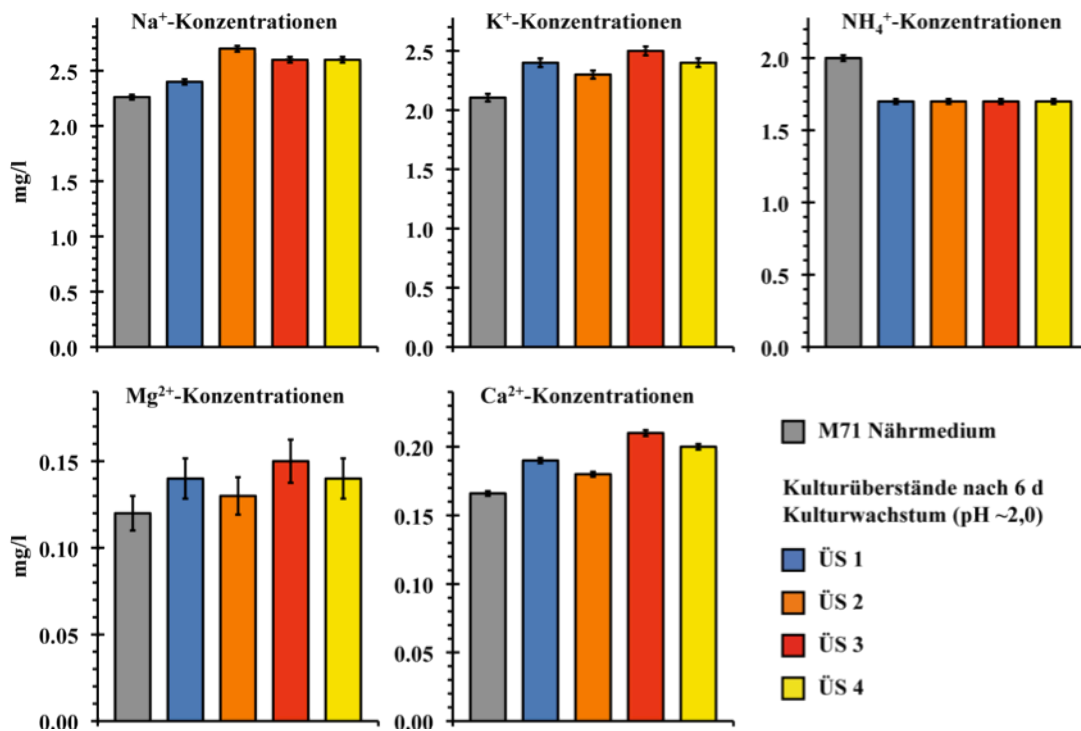 Na⁺-Konzentrationen
2.5
2.0
1.5
1.0
0.5
0.0
mg/l
K⁺-Konzentrationen
2.5
2.0
1.5
1.0
0.5
0.0
NH₄⁺-Konzentrationen
2.0
1.5
1.0
0.5
0.0
Mg²⁺-Konzentrationen
0.15
0.10
0.05
0.00
mg/l
Ca²⁺-Konzentrationen
0.20
0.15
0.10
0.05
0.00
M71 Nährmedium
Kulturüberstände nach 6 d
Kulturwachstum (pH ~2,0)
ÜS 1
ÜS 2
ÜS 3
ÜS 4